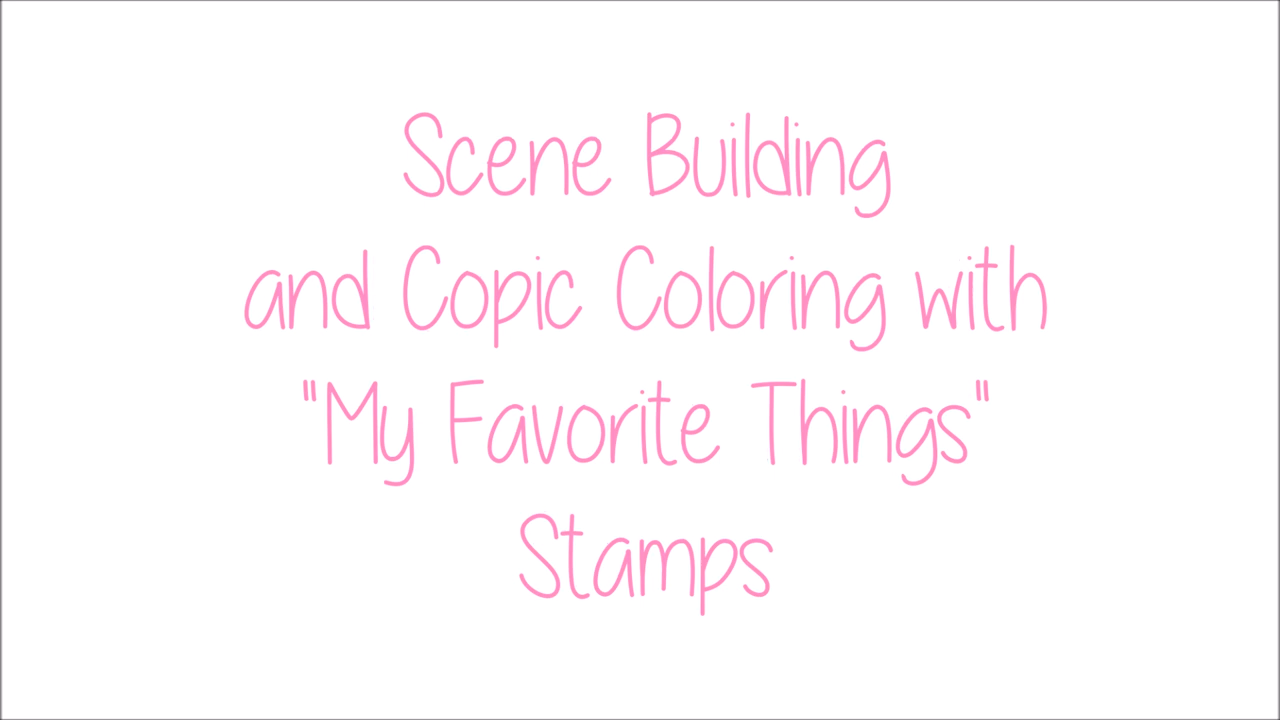 Scene Building
and Copic Coloring with
"My Favorite Things"
Stamps